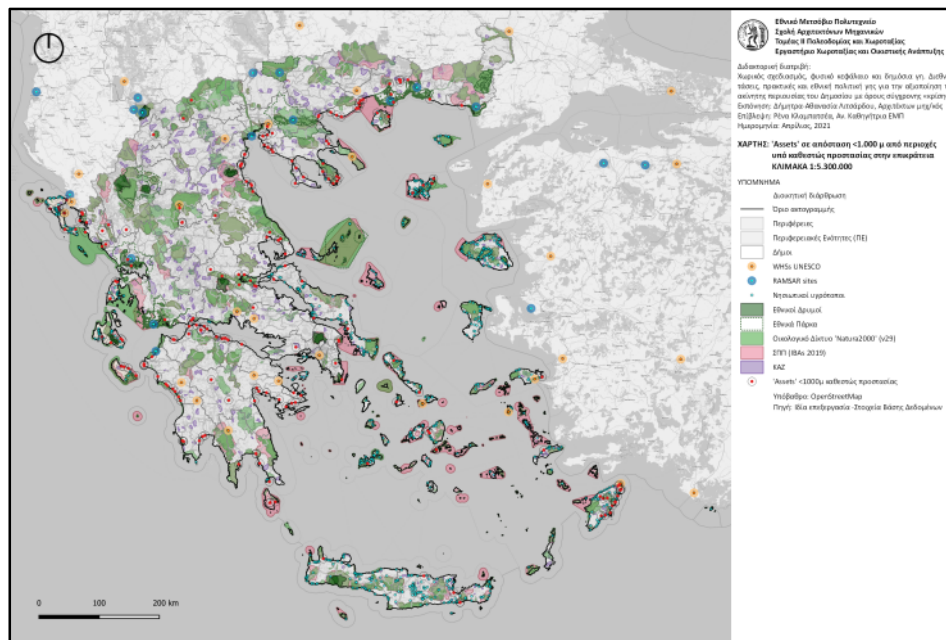 Εθνικό Μετσόβιο Πολυτεχνείο
Σχολή Αρχιτεκτόνων Μηχανικών
Τομέας ΙΙ Πολεοδομίας και Χωροταξίας
Εργαστήριο Χωροταξίας και Οικιστικής Ανάπτυξης
Διδακτορική διατριβή:
Χωρικός σχεδιασμός, φυσικό κεφάλαιο και δημόσια γη. Διεθν
τάσεις, πρακτικές και εθνική πολιτική γης για την αξιοποίηση τ
ακίνητης περιουσίας του Δημοσίου με όρους σύγχρονης «κρίση
Εκπόνηση: Δήμητρα-Αθανασία Λιτσάρδου, Αρχιτέκτων μηχ/κός
Επίβλεψη: Ρένα Κλαμπατσέα, Αν. Καθηγήτρια ΕΜΠ
Ημερομηνία: Απρίλιος, 2021
ΧΑΡΤΗΣ: 'Assets' σε απόσταση <1.000 μ από περιοχές
υπό καθεστώς προστασίας στην επικράτεια
ΚΛΙΜΑΚΑ 1:5.300.000
ΥΠΟΜΝΗΜΑ
Διοικητική διάρθρωση
Όριο ακτογραμμής
Περιφέρειες
Περιφερειακές Ενότητες (ΠΕ)
Δήμοι
WHSs UNESCO
RAMSAR sites
Νησιωτικοί υγρότοποι
Εθνικοί Δρυμοί
Εθνικά Πάρκα
Οικολογικό Δίκτυο 'Natura2000' (v29)
ΣΠΠ (IBAs 2019)
ΚΑΖ
'Assets' <1000μ καθεστώς προστασίας
Υπόβαθρο: OpenStreetMap
Πηγή: Ιδία επεξεργασία -Στοιχεία Βάσης Δεδομένων
0 100 200 km